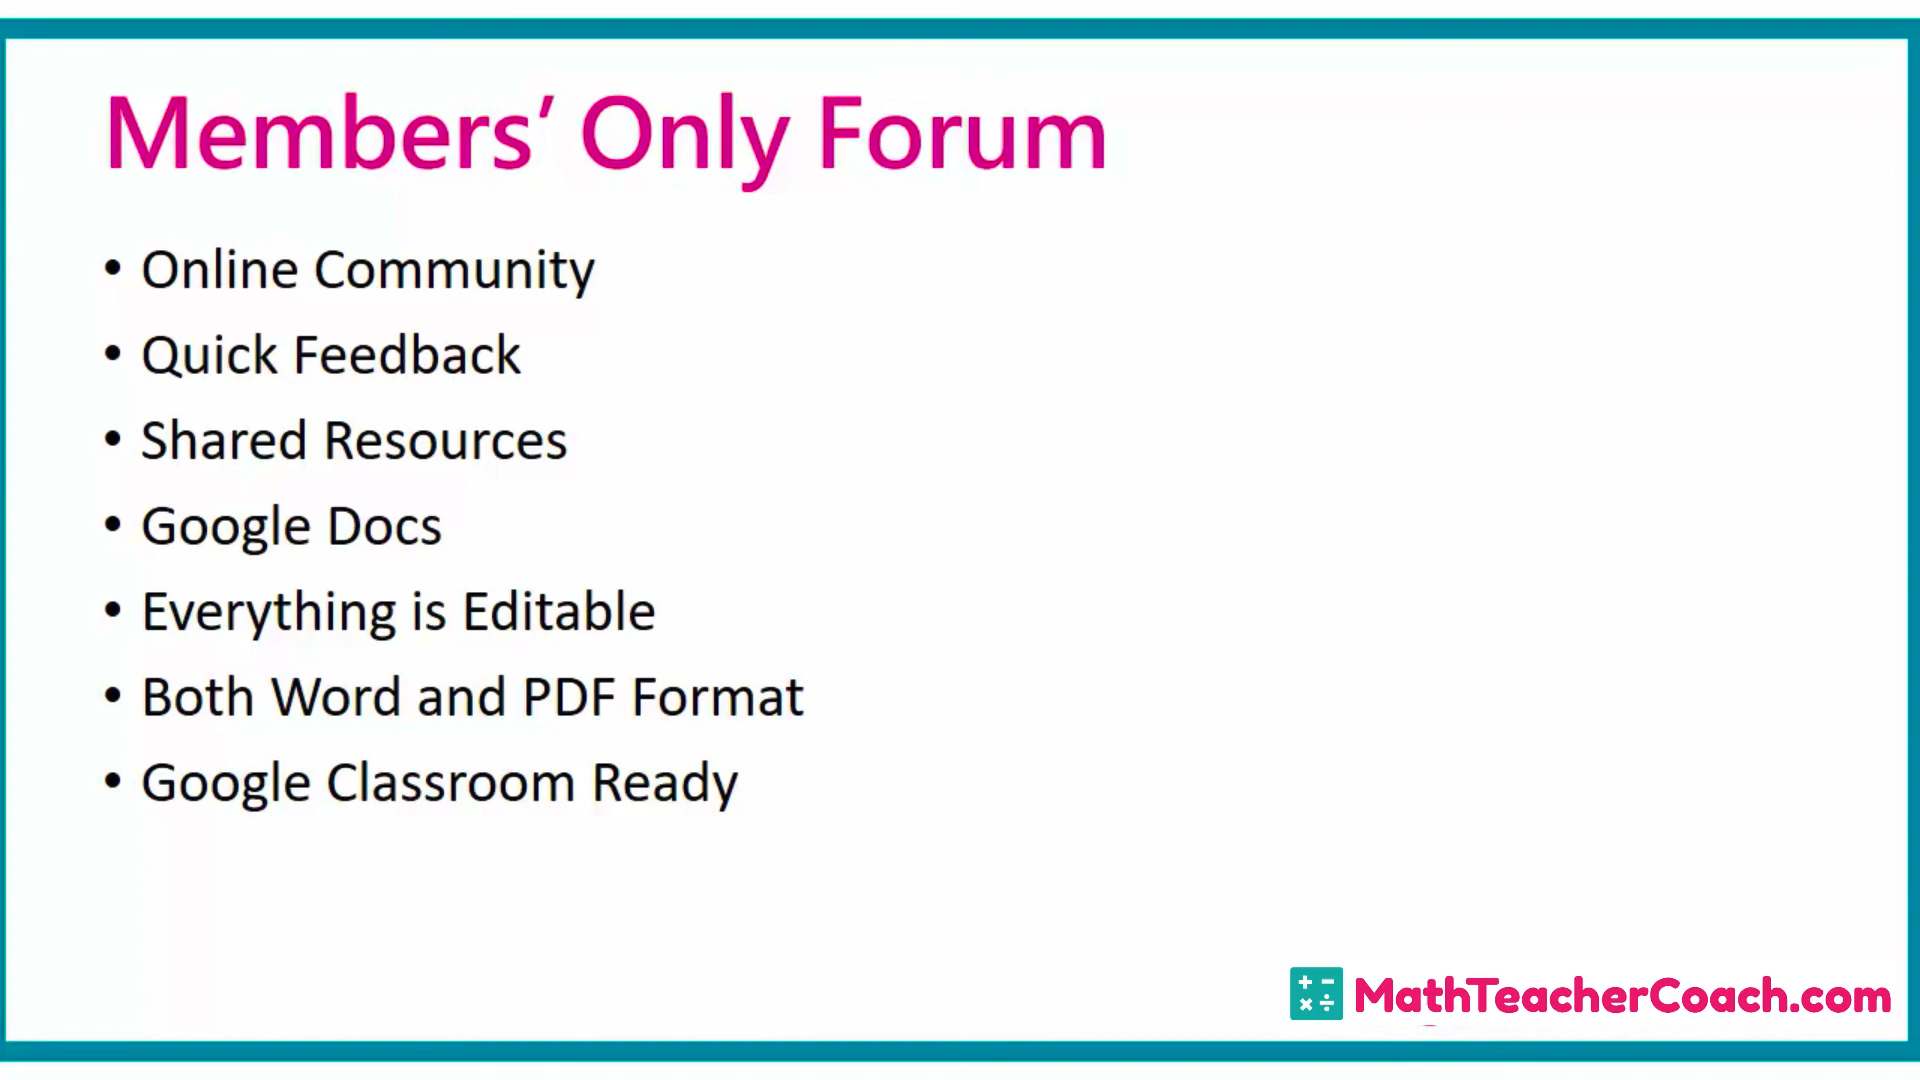 Members’ Only Forum
• Online Community
• Quick Feedback
• Shared Resources
• Google Docs
• Everything is Editable
• Both Word and PDF Format
• Google Classroom Ready
MathTeacherCoach.com